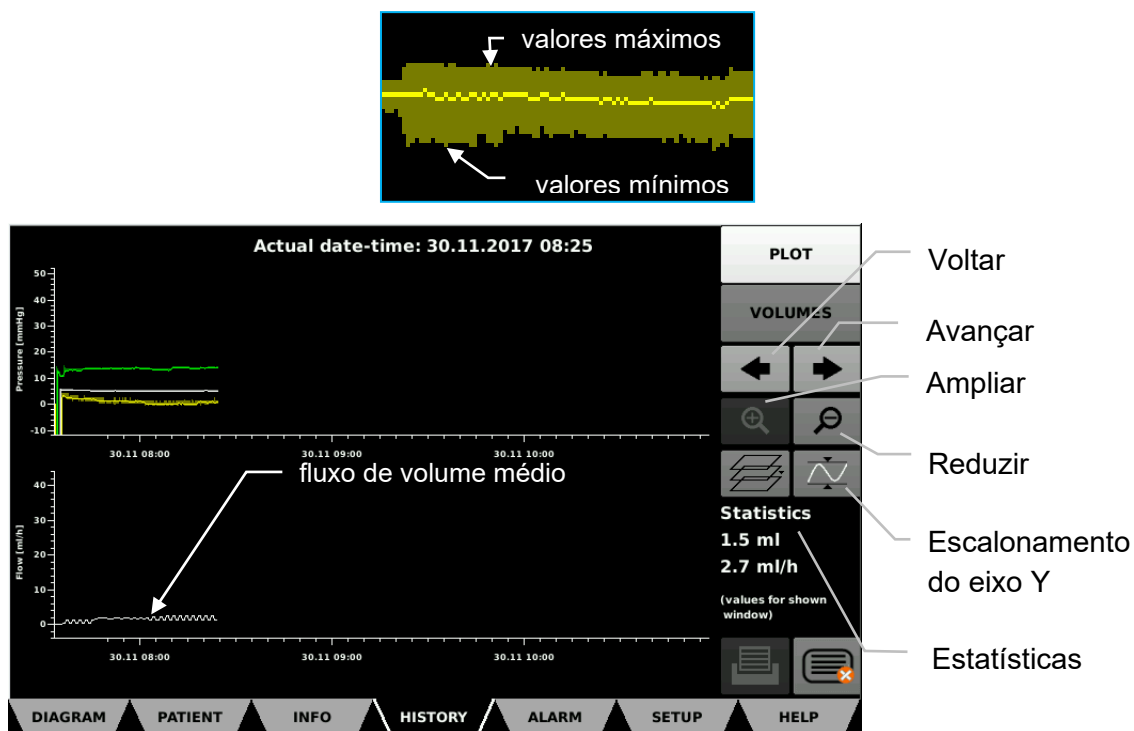 valores máximos
valores mínimos
Actual date-time: 30.11.2017 08:25
PLOT
Voltar
VOLUMES
Avançar
Ampliar
Reduzir
Escalonamento
do eixo Y
Estatísticas
Pressure [mmHg]
50
40
30
20
10
0
-10
30.11 08:00
30.11 09:00
30.11 10:00
fluxo de volume médio
Flow [ml/h]
40
30
20
10
0
30.11 08:00
30.11 09:00
30.11 10:00
Statistics
1.5 ml
2.7 ml/h
(values for shown
window)
DIAGRAM
PATIENT
INFO
HISTORY
ALARM
SETUP
HELP